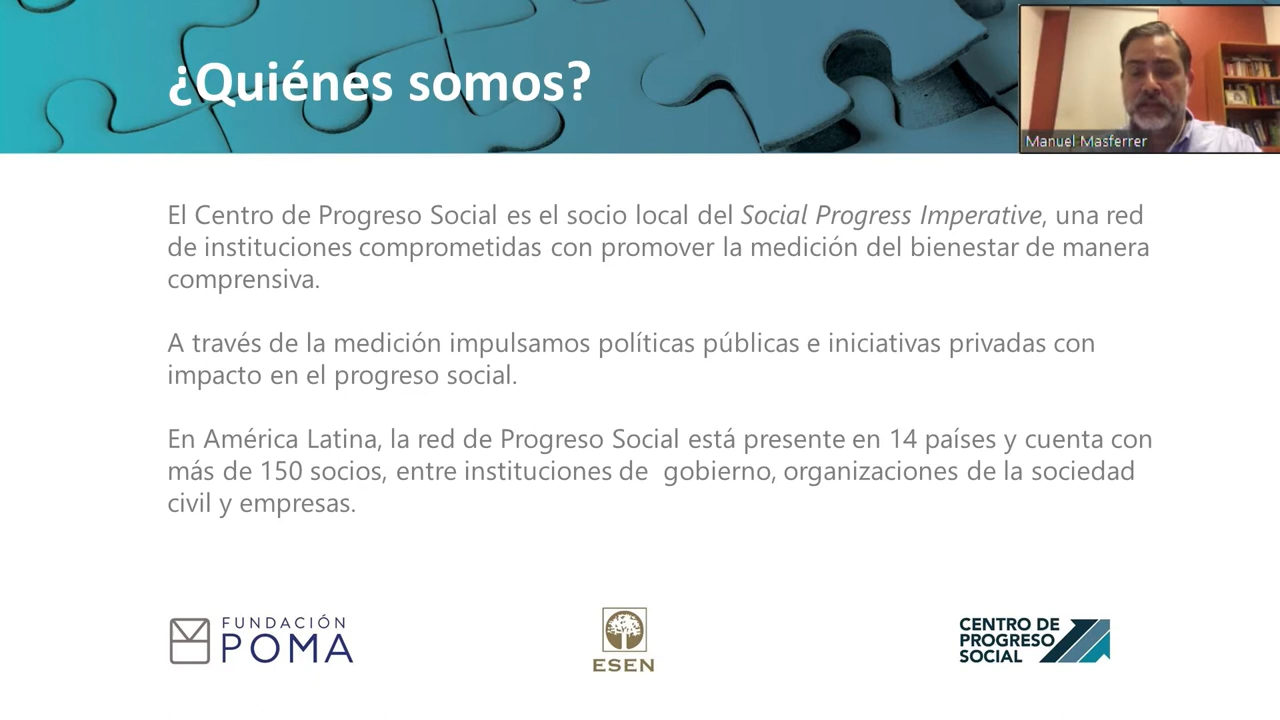 ¿Quiénes somos?
Manuel Masferrer
El Centro de Progreso Social es el socio local del Social Progress Imperative, una red
de instituciones comprometidas con promover la medición del bienestar de manera
comprensiva.
A través de la medición impulsamos políticas públicas e iniciativas privadas con
impacto en el progreso social.
En América Latina, la red de Progreso Social está presente en 14 países y cuenta con
más de 150 socios, entre instituciones de  gobierno, organizaciones de la sociedad
civil y empresas.
FUNDACIÓN
POMA
ESEN
CENTRO DE
PROGRESO
SOCIAL